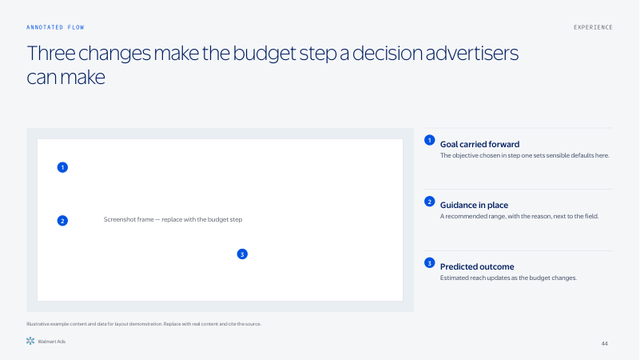 ANNOTATED FLOW
EXPERIENCE
Three changes make the budget step a decision advertisers
can make
1
2
Screenshot frame — replace with the budget step
3
1
Goal carried forward
The objective chosen in step one sets sensible defaults here.
2
Guidance in place
A recommended range, with the reason, next to the field.
3
Predicted outcome
Estimated reach updates as the budget changes.
Illustrative example content and data for layout demonstration. Replace with real content and cite the source.
Walmart Ads
44